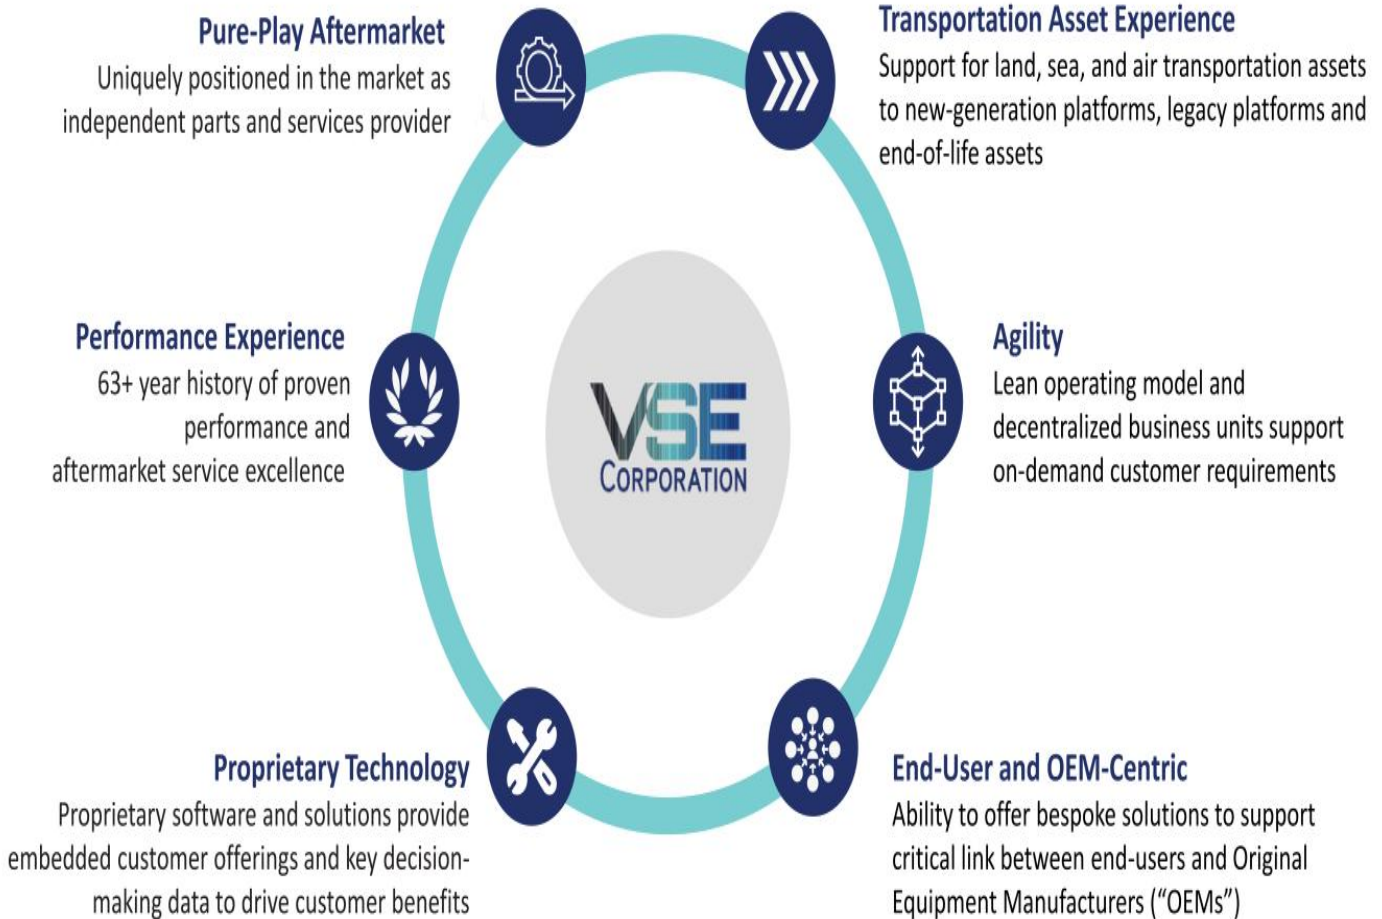 Pure-Play Aftermarket
Uniquely positioned in the market as
independent parts and services provider
Transportation Asset Experience
Support for land, sea, and air transportation assets
to new-generation platforms, legacy platforms and
end-of-life assets
Performance Experience
63+ year history of proven
performance and
aftermarket service excellence
VSE
CORPORATION
Agility
Lean operating model and
decentralized business units support
on-demand customer requirements
Proprietary Technology
Proprietary software and solutions provide
embedded customer offerings and key decision-
making data to drive customer benefits
End-User and OEM-Centric
Ability to offer bespoke solutions to support
critical link between end-users and Original
Equipment Manufacturers (“OEMs”)